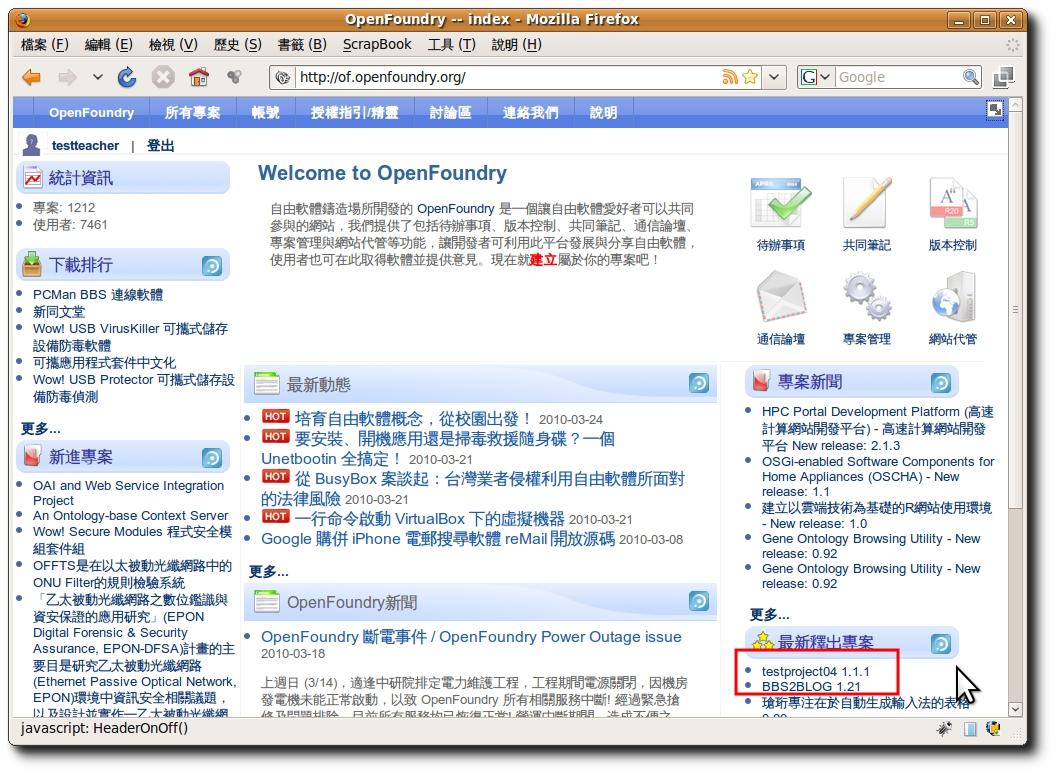 OpenFoundry -- index - Mozilla Firefox
檔案 (F) 編輯 (E) 檢視 (V) 歷史 (S) 書籤 (B) ScrapBook 工具 (T) 說明 (H)
http://of.openfoundry.org/
G
Google
OpenFoundry 所有專案 帳號 授權指引/精靈 討論區 連絡我們 說明
testteacher | 登出
統計資訊
專案: 1212
使用者: 7461
下載排行
PCMan BBS 連線軟體
新同文堂
Wow! USB VirusKiller 可攜式儲存
設備防毒軟體
可攜應用程式套件中文化
Wow! USB Protector 可攜式儲存設
備防毒偵測
更多...
新進專案
OAI and Web Service Integration
Project
An Ontology-base Context Server
Wow! Secure Modules 程式安全模
組套件組
OFFTS是在以太被動光纖網路中的
ONU Filter的規則檢驗系統
「乙太被動光纖網路之數位鑑識與
資安保證的應用研究」(EPON
Digital Forensic & Security
Assurance, EPON-DFSA)計畫的主
要目是研究乙太被動光纖網路
(Ethernet Passive Optical Network,
EPON)環境中資訊安全相關議題，
以及設計並實作一乙太被動光纖網
Welcome to OpenFoundry
自由軟體鑄造場所開發的 OpenFoundry 是一個讓自由軟體愛好者可以共同
參與的網站，我們提供了包括待辦事項、版本控制、共同筆記、通信論壇、
專案管理與網站代管等功能，讓開發者可利用此平台發展與分享自由軟體，
使用者也可在此取得軟體並提供意見。現在就建立屬於你的專案吧！
APRIL
A A
R20
R5
待辦事項 共同筆記 版本控制
通信論壇 專案管理 網站代管
最新動態
HOT 培育自由軟體概念，從校園出發！ 2010-03-24
HOT 要安裝、開機應用還是掃毒救援隨身碟？一個
Unetbootin 全搞定！ 2010-03-21
HOT 從 BusyBox 案談起：台灣業者侵權利用自由軟體所面對
的法律風險 2010-03-21
HOT 一行命令啟動 VirtualBox 下的虛擬機器 2010-03-21
Google 購併 iPhone 電郵搜尋軟體 reMail 開放源碼 2010-03-08
更多...
OpenFoundry新聞
OpenFoundry 斷電事件 / OpenFoundry Power Outage issue
2010-03-18
上週日 (3/14)，適逢中研院排定電力維護工程，工程期間電源關閉，因機房
發電機未能正常啟動，以致 OpenFoundry 所有相關服務中斷! 經過緊急搶
專案新聞
HPC Portal Development Platform (高速
計算網站開發平台) - 高速計算網站開發
平台 New release: 2.1.3
OSGi-enabled Software Components for
Home Appliances (OSCHA) - New
release: 1.1
建立以雲端技術為基礎的R網站使用環境
- New release: 1.0
Gene Ontology Browsing Utility - New
release: 0.92
Gene Ontology Browsing Utility - New
release: 0.92
更多...
最新釋出專案
testproject04 1.1.1
BBS2BLOG 1.21
瑲珩專注在於自動生成輸入法的表格
javascript: HeaderOnOff()